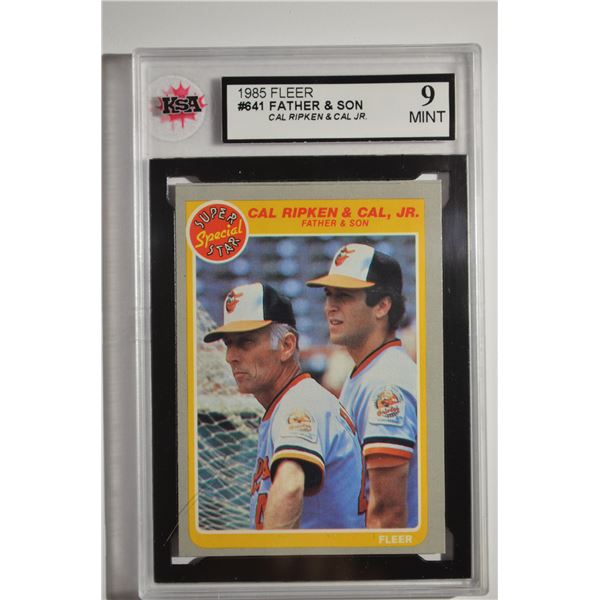 KSA
1985 FLEER
#641 FATHER & SON
CAL RIPKEN & CAL JR.
9
MINT
SUPER
Special
STAR
CAL RIPKEN & CAL, JR.
FATHER & SON
FLEER